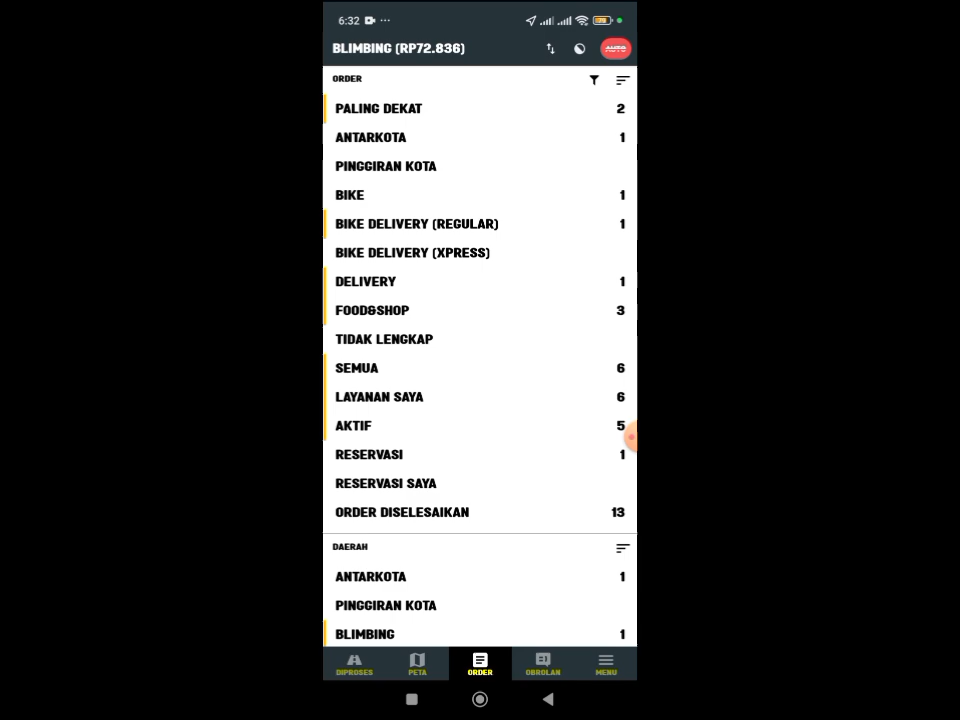 6:32
BLIMBING (RP72.836)
AUTO
ORDER
PALING DEKAT 2
ANTARKOTA 1
PINGGIRAN KOTA
BIKE 1
BIKE DELIVERY (REGULAR) 1
BIKE DELIVERY (XPRESS)
DELIVERY 1
FOOD&SHOP 3
TIDAK LENGKAP
SEMUA 6
LAYANAN SAYA 6
AKTIF 5
RESERVASI 1
RESERVASI SAYA
ORDER DISELESAIKAN 13
DAERAH
ANTARKOTA 1
PINGGIRAN KOTA
BLIMBING 1
DIPROSES PETA ORDER OBROLAN MENU